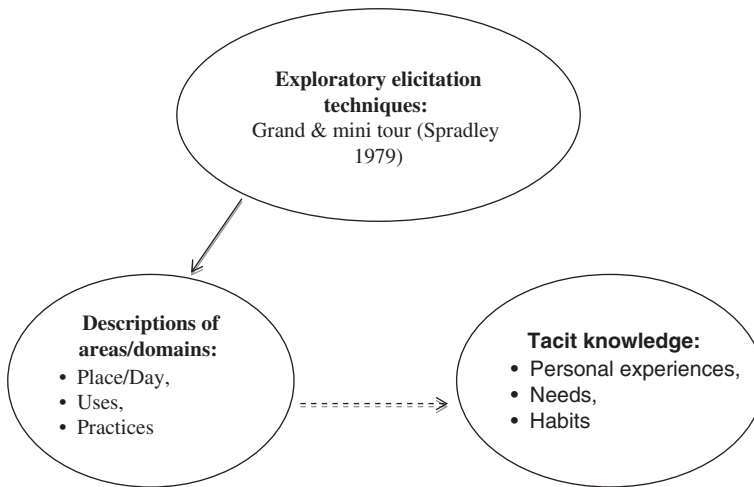 Exploratory elicitation
techniques:
Grand & mini tour (Spradley
1979)
Descriptions of
areas/domains:
• Place/Day,
• Uses,
• Practices
Tacit knowledge:
• Personal experiences,
• Needs,
• Habits